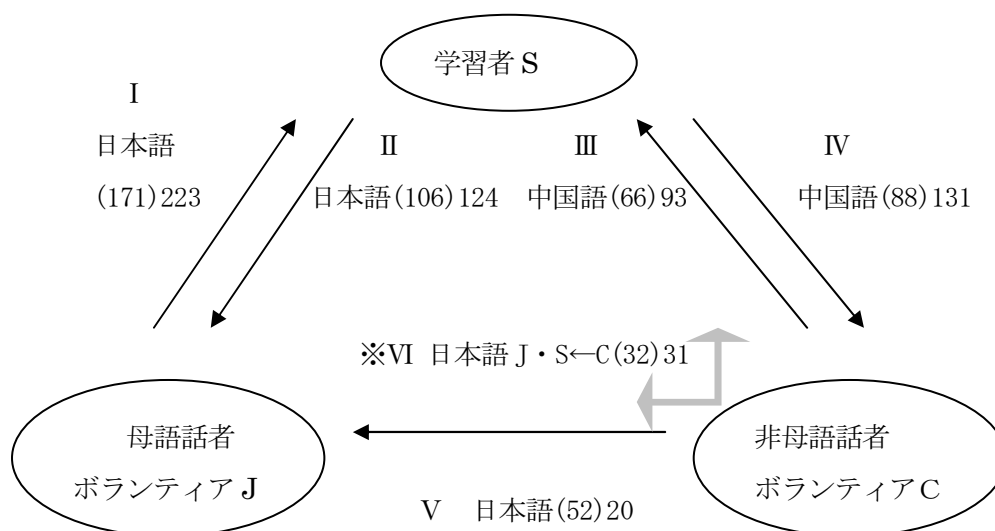 学習者 S
Ⅰ
日本語
(171)223
Ⅱ
日本語(106)124
Ⅲ
中国語(66)93
Ⅳ
中国語(88)131
※Ⅵ 日本語 J・S←C(32)31
母語話者
ボランティア J
非母語話者
ボランティア C
Ⅴ 日本語(52)20